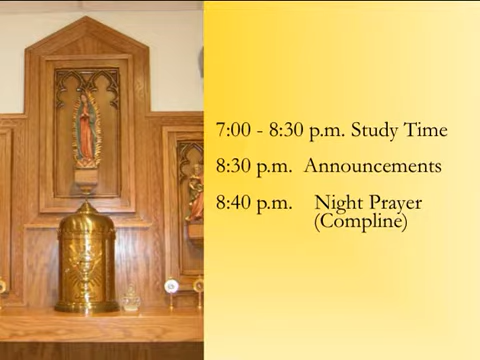 7:00 - 8:30 p.m. Study Time
8:30 p.m. Announcements
8:40 p.m. Night Prayer
(Compline)